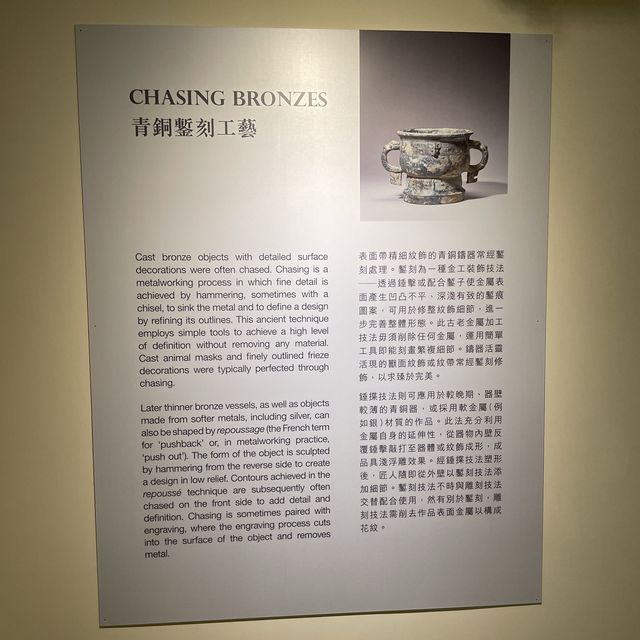 CHASING BRONZES
青銅鏨刻工藝
Cast bronze objects with detailed surface
decorations were often chased. Chasing is a
metalworking process in which fine detail is
achieved by hammering, sometimes with a
chisel, to sink the metal and to define a design
by refining its outlines. This ancient technique
employs simple tools to achieve a high level
of definition without removing any material.
Cast animal masks and finely outlined frieze
decorations were typically perfected through
chasing.
Later thinner bronze vessels, as well as objects
made from softer metals, including silver, can
also be shaped by repoussage (the French term
for 'pushback' or, in metalworking practice,
'push out'). The form of the object is sculpted
by hammering from the reverse side to create
a design in low relief. Contours achieved in the
repoussé technique are subsequently often
chased on the front side to add detail and
definition. Chasing is sometimes paired with
engraving, where the engraving process cuts
into the surface of the object and removes
metal.
表面帶精細紋飾的青銅鑄器常經鏨
刻處理。鏨刻為一種金工裝飾技法
——透過錘擊或配合鏨子使金屬表
面產生凹凸不平、深淺有致的鏨痕
圖案，可用於修整紋飾細節，進一
步完善整體形態。此古老金屬加工
技法毋須削除任何金屬，運用簡單
工具即能刻畫繁複細節。鑄器活靈
活現的獸面紋飾或紋帶常經鏨刻修
飾，以求臻於完美。
錘揲技法則可應用於較晚期、器壁
較薄的青銅器，或採用軟金屬(例
如銀)材質的作品。此法充分利用
金屬自身的延伸性，從器物內壁反
覆錘擊敲打至器體或紋飾成形，成
品具淺浮雕效果。經錘揲技法塑形
後，匠人隨即從外壁以鏨刻技法添
加細節。鏨刻技法不時與雕刻技法
交替配合使用，然有別於鏨刻，雕
刻技法需削去作品表面金屬以構成
花紋。